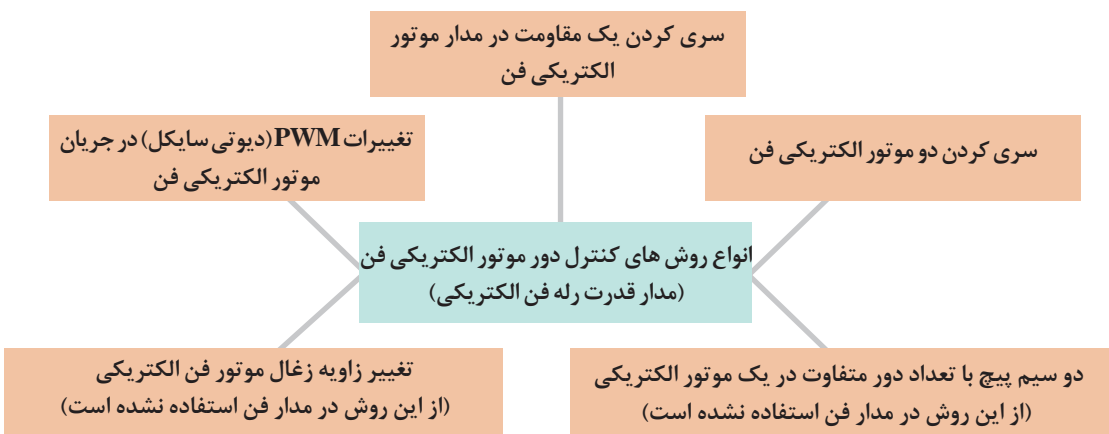 سری کردن یک مقاومت در مدار موتور
الکتریکی فن
سری کردن دو موتور الکتریکی فن
تغییرات PWM (دیوتی سایکل) در جریان
موتور الکتریکی فن
انواع روش های کنترل دور موتور الکتریکی فن
(مدار قدرت رله فن الکتریکی)
دو سیم پیچ با تعداد دور متفاوت در یک موتور الکتریکی
(از این روش در مدار فن استفاده نشده است)
تغییر زاویه زغال موتور فن الکتریکی
(از این روش در مدار فن استفاده نشده است)